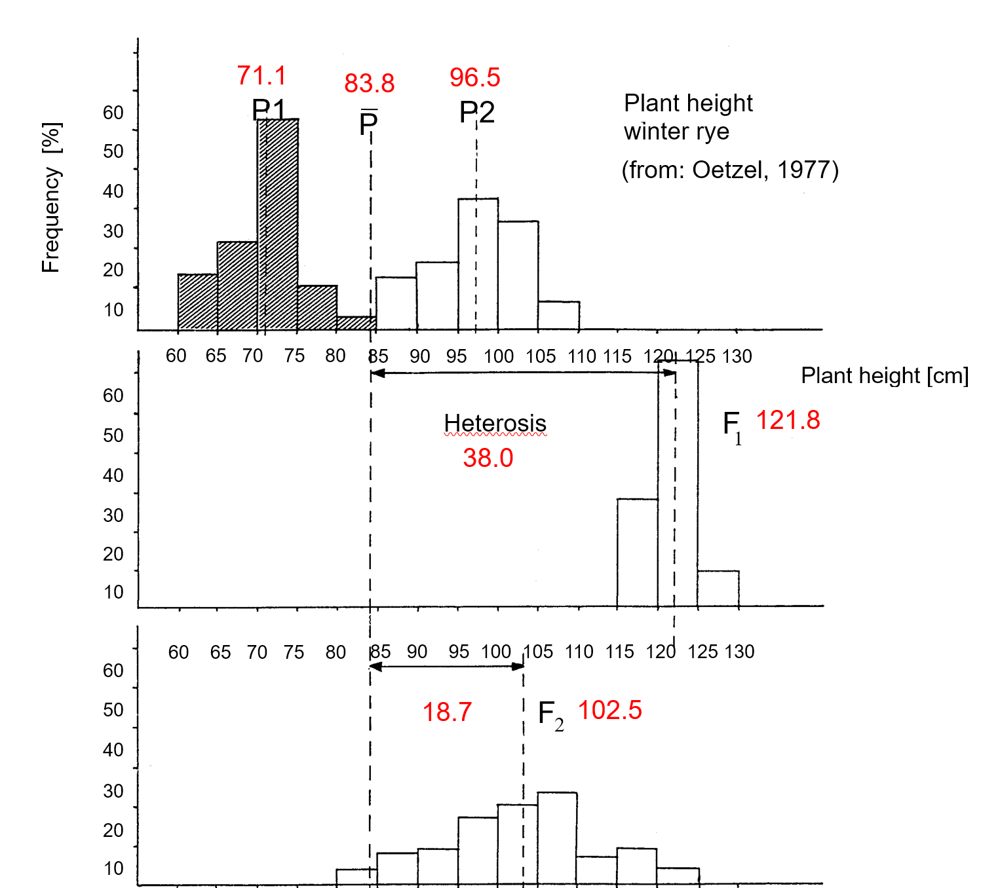 71.1
83.8
96.5
P1
P̅
P2
Plant height
winter rye
(from: Oetzel, 1977)
Frequency [%]
60
50
40
30
20
10
60 65 70 75 80 85 90 95 100 105 110 115 120 125 130
Plant height [cm]
60
50
40
30
20
10
Heterosis
38.0
F₁ 121.8
60 65 70 75 80 85 90 95 100 105 110 115 120 125 130
60
50
40
30
20
10
18.7
F₂ 102.5